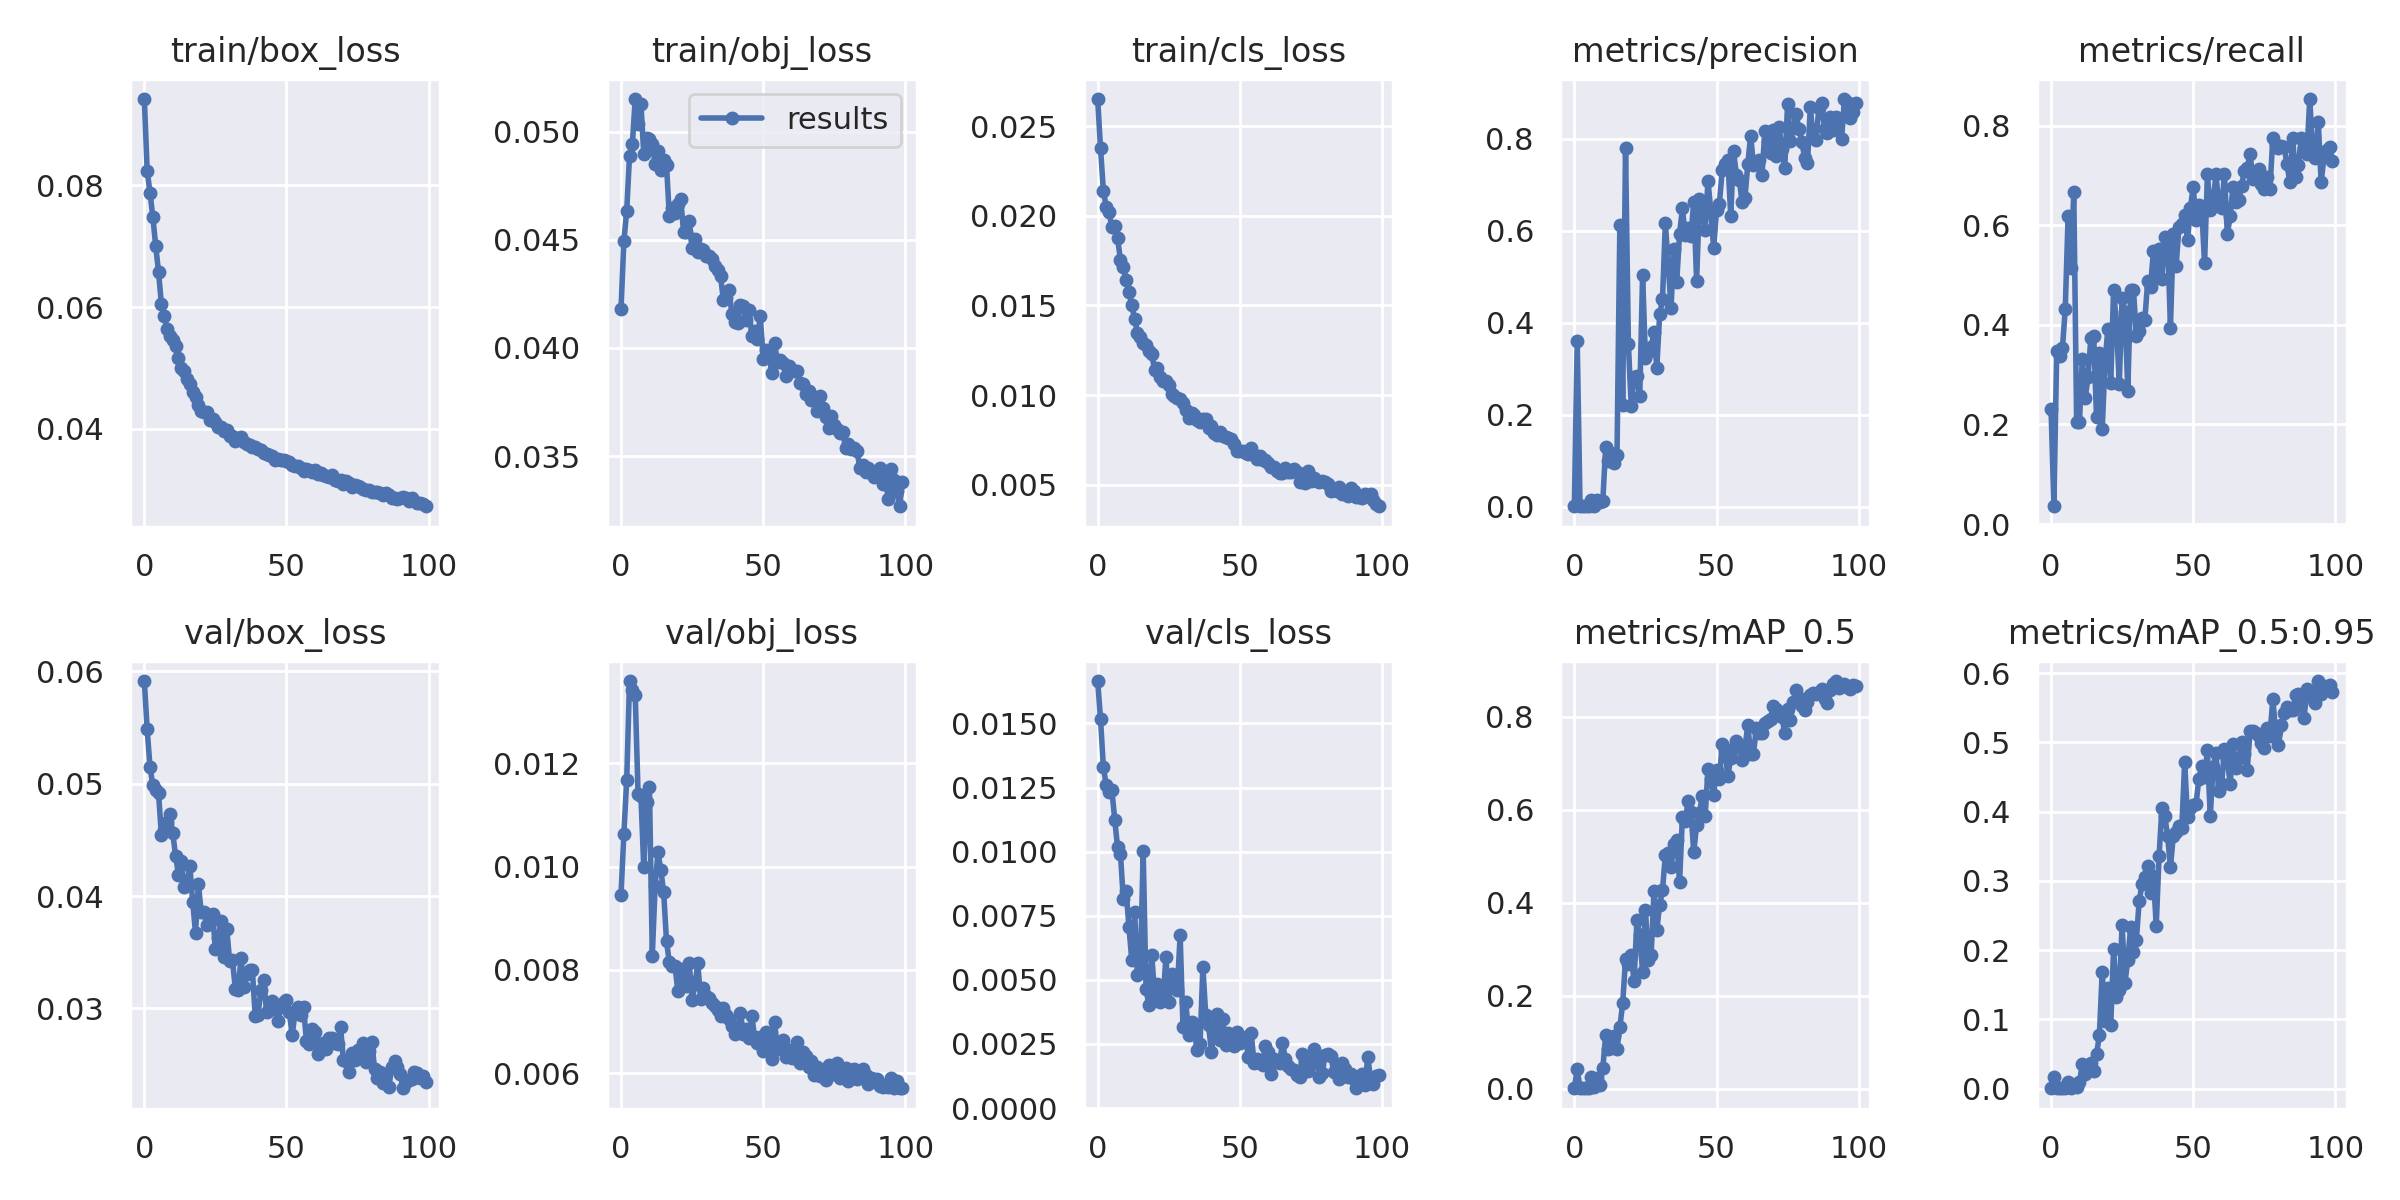 train/box_loss
0.08
0.06
0.04
0 50 100
train/obj_loss
results
0.050
0.045
0.040
0.035
0 50 100
train/cls_loss
0.025
0.020
0.015
0.010
0.005
0 50 100
metrics/precision
0.8
0.6
0.4
0.2
0.0
0 50 100
metrics/recall
0.8
0.6
0.4
0.2
0.0
0 50 100
val/box_loss
0.06
0.05
0.04
0.03
0 50 100
val/obj_loss
0.012
0.010
0.008
0.006
0 50 100
val/cls_loss
0.0150
0.0125
0.0100
0.0075
0.0050
0.0025
0.0000
0 50 100
metrics/mAP_0.5
0.8
0.6
0.4
0.2
0.0
0 50 100
metrics/mAP_0.5:0.95
0.6
0.5
0.4
0.3
0.2
0.1
0.0
0 50 100